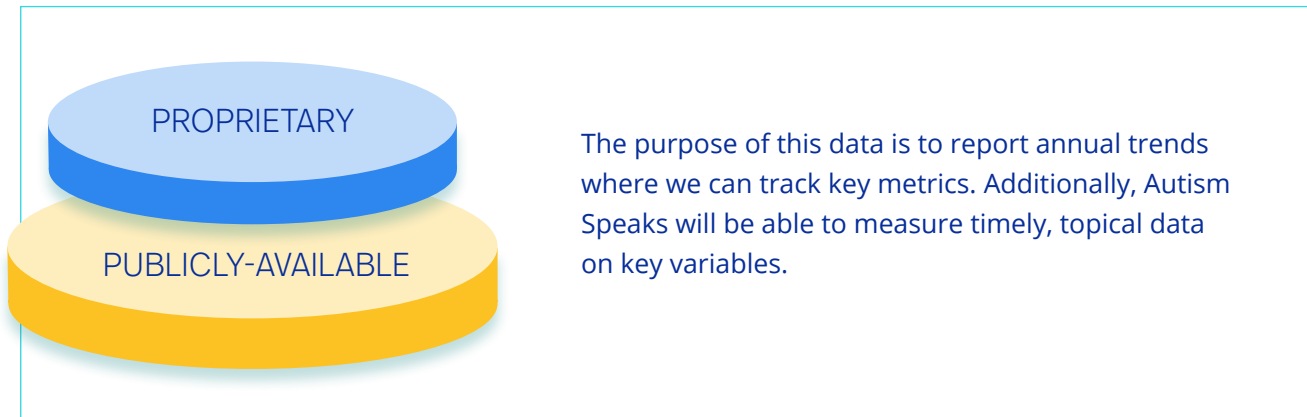 PROPRIETARY
PUBLICLY-AVAILABLE
The purpose of this data is to report annual trends
where we can track key metrics. Additionally, Autism
Speaks will be able to measure timely, topical data
on key variables.